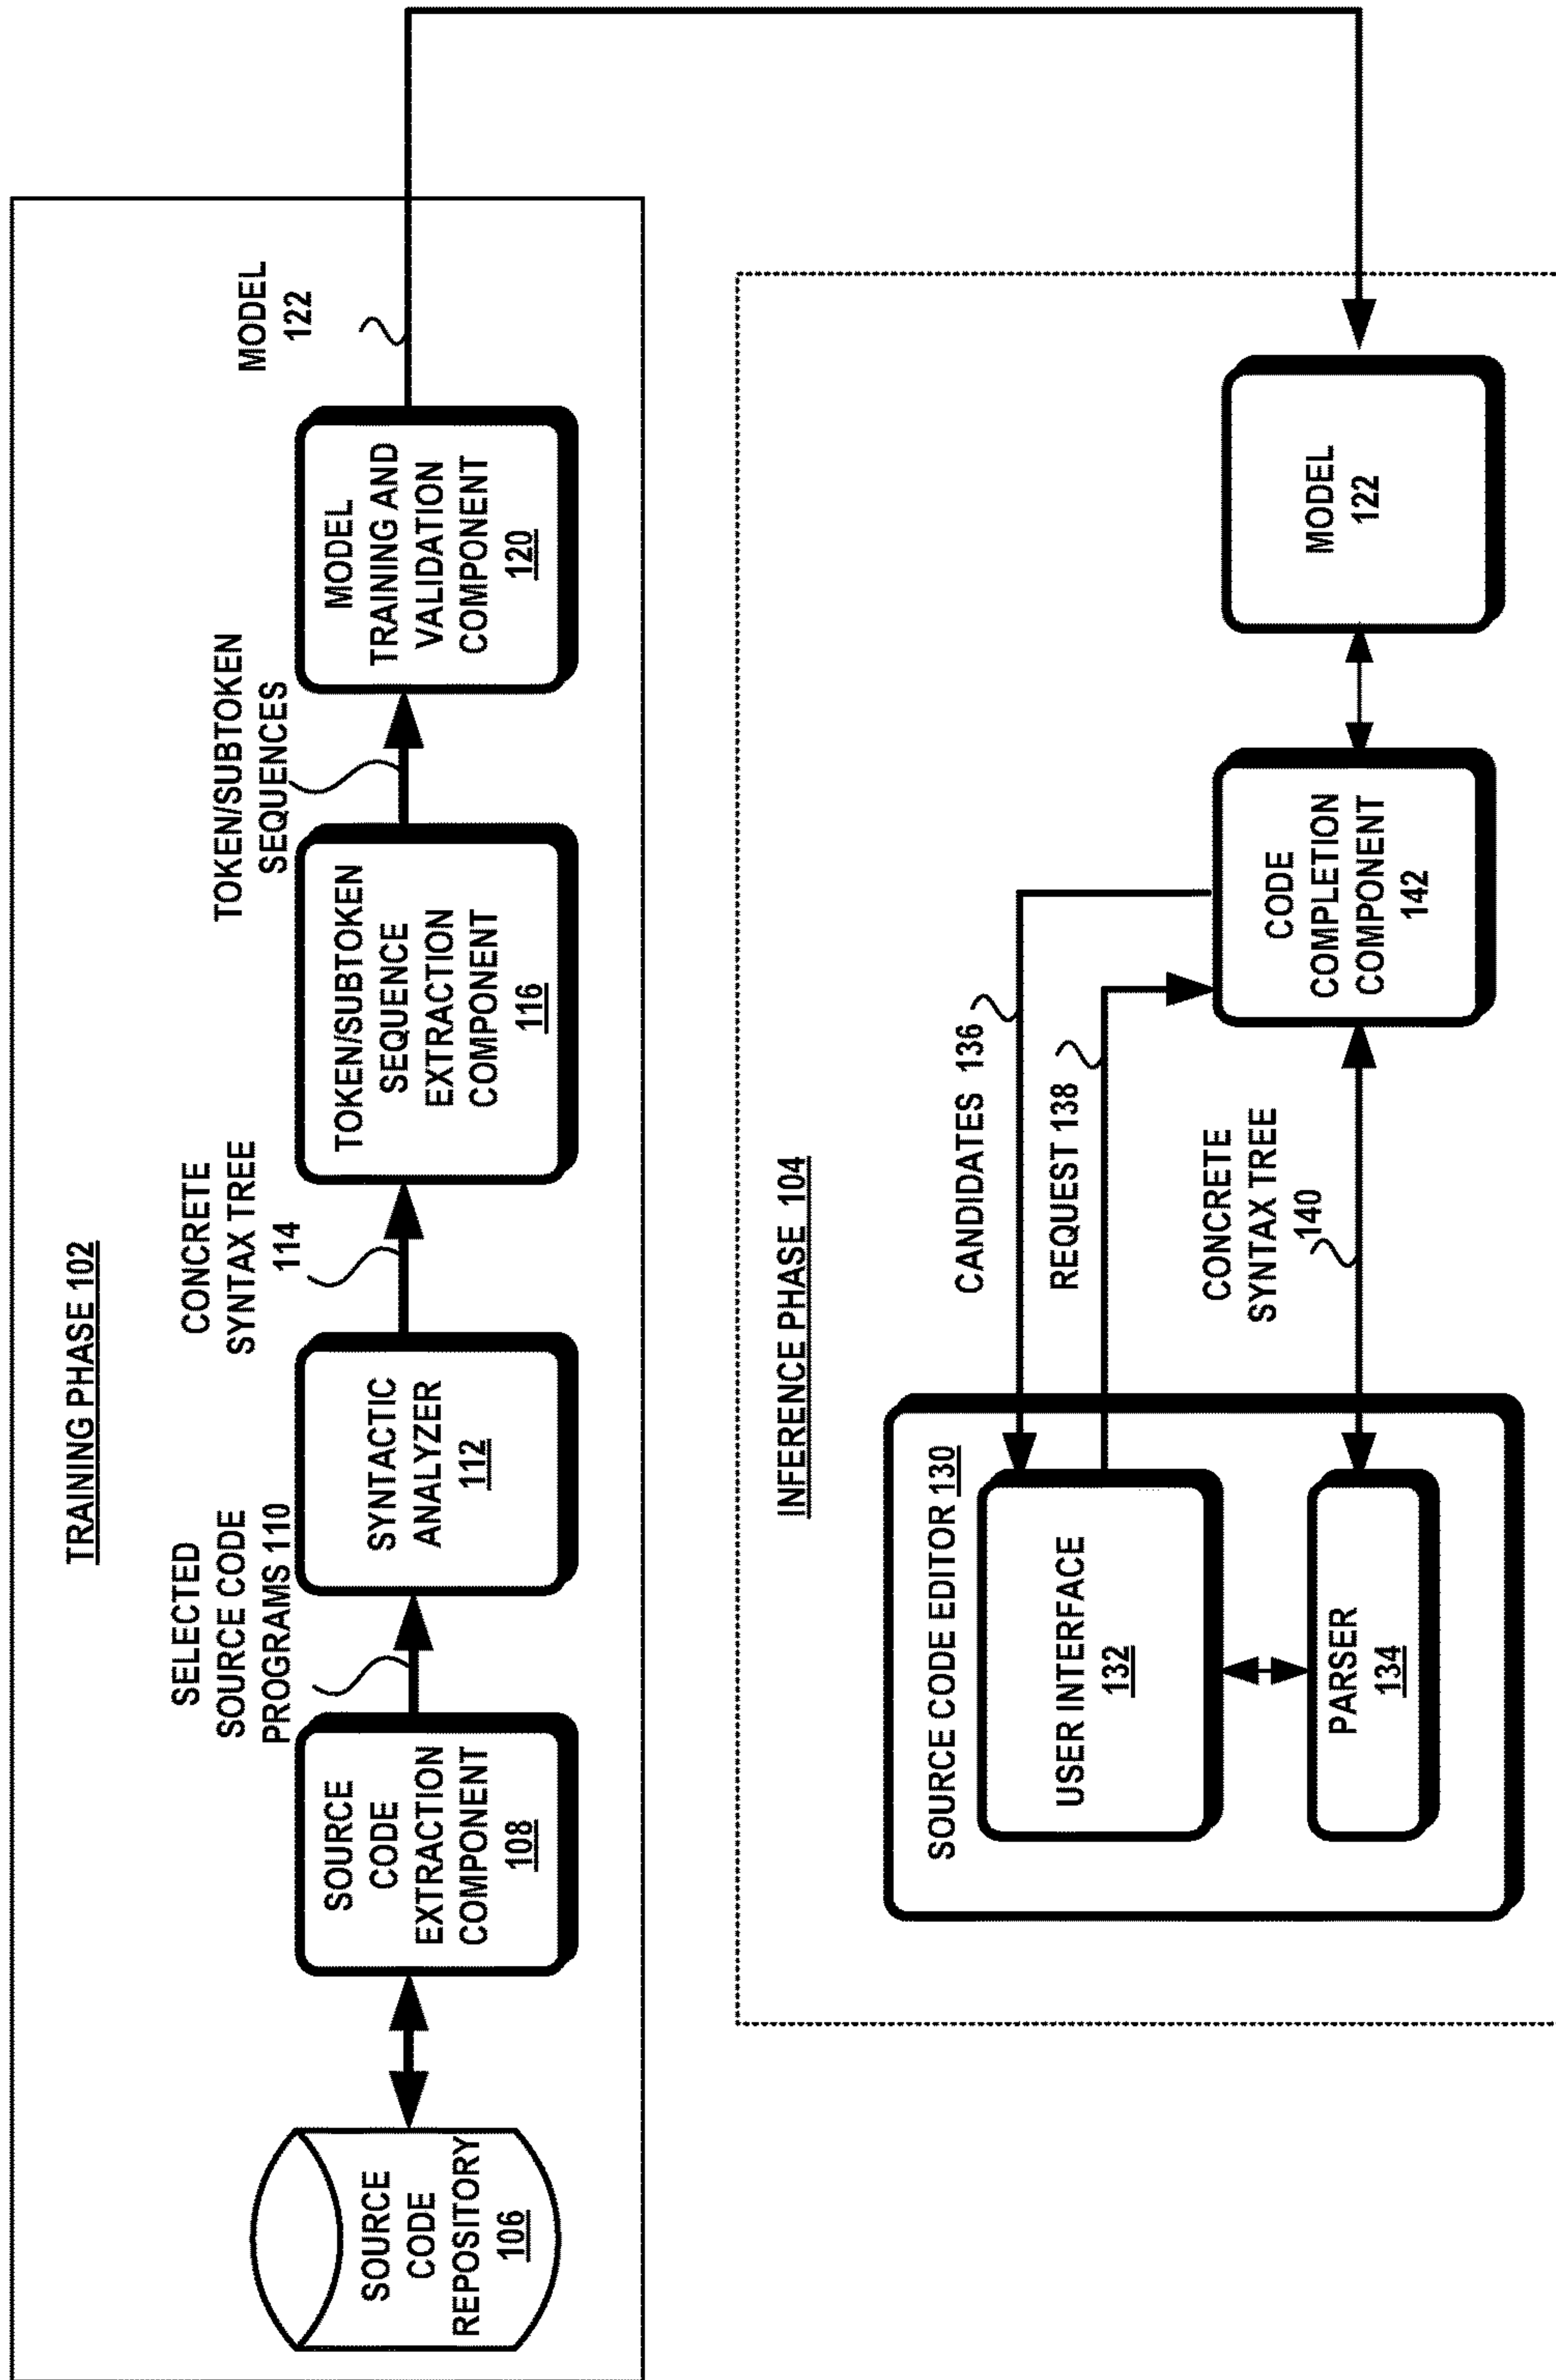 TRAINING PHASE 102
SOURCE
CODE
REPOSITORY
106
SOURCE
CODE
EXTRACTION
COMPONENT
108
SELECTED
SOURCE CODE
PROGRAMS 110
SYNTACTIC
ANALYZER
112
CONCRETE
SYNTAX TREE
114
TOKEN/SUBTOKEN
SEQUENCE
EXTRACTION
COMPONENT
116
TOKEN/SUBTOKEN
SEQUENCES
MODEL
TRAINING AND
VALIDATION
COMPONENT
120
MODEL
122
INFERENCE PHASE 104
SOURCE CODE EDITOR 130
USER INTERFACE
132
PARSER
134
CANDIDATES 136
REQUEST 138
CONCRETE
SYNTAX TREE
140
CODE
COMPLETION
COMPONENT
142
MODEL
122